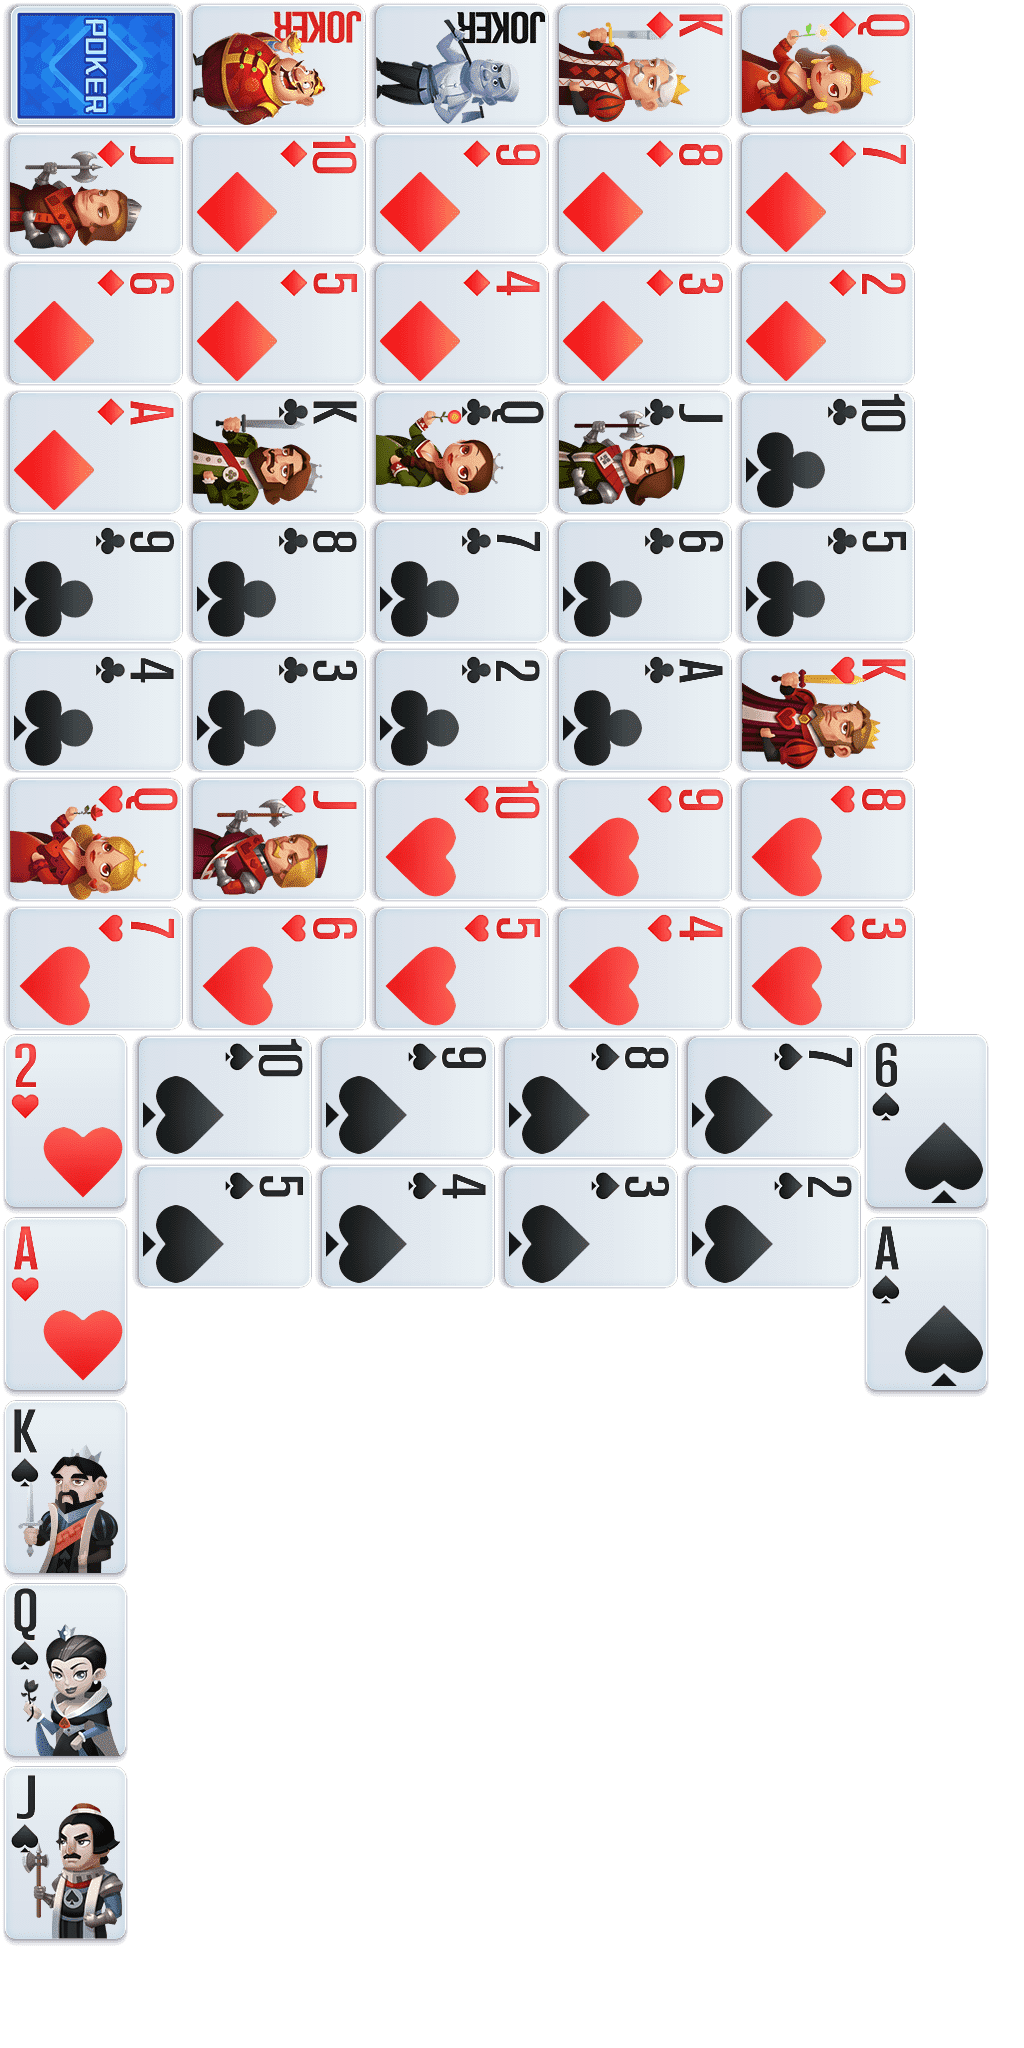 POKER JOKER JOKER K Q
J 10 9 8 7
6 5 4 3 2
A K Q J 10
9 8 7 6 5
4 3 2 A K
Q J 10 9 8
7 6 5 4 3
2 10 9 8 7 6
5 4 3 2
A A
K
Q
J